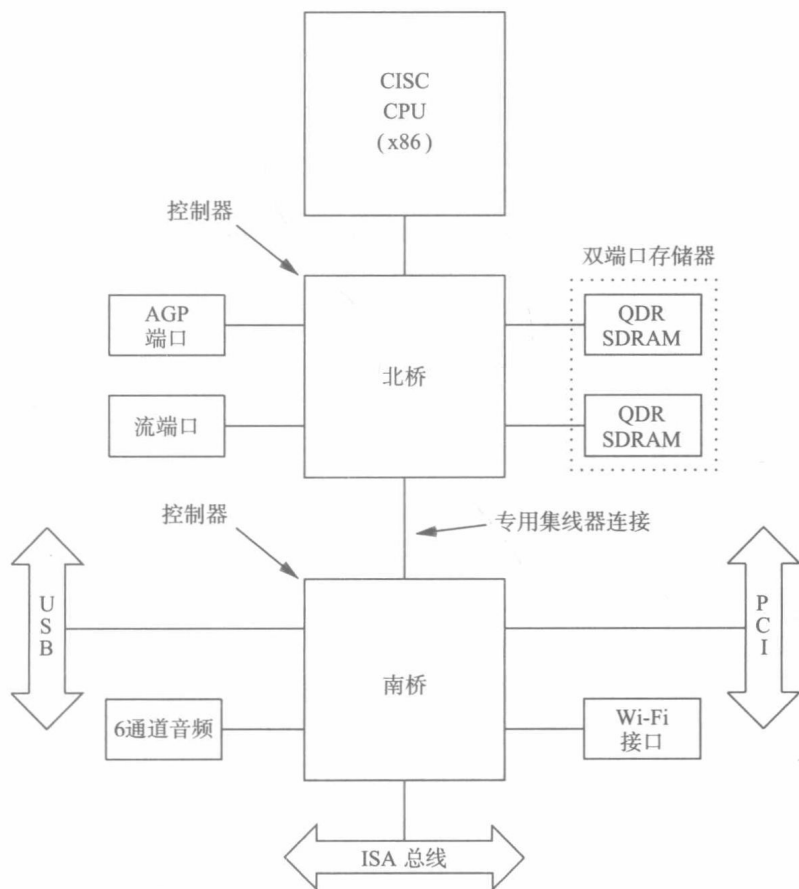 CISC
CPU
(x86)
控制器
双端口存储器
AGP
端口
QDR
SDRAM
北桥
流端口
QDR
SDRAM
控制器
专用集线器连接
USB
PCI
南桥
6通道音频
Wi-Fi
接口
ISA 总线